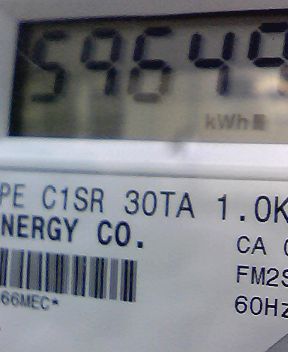 59649
kWh
PE C1SR 30TA 1.0K
NERGY CO.
CA
FM2S
66MEC*
60Hz